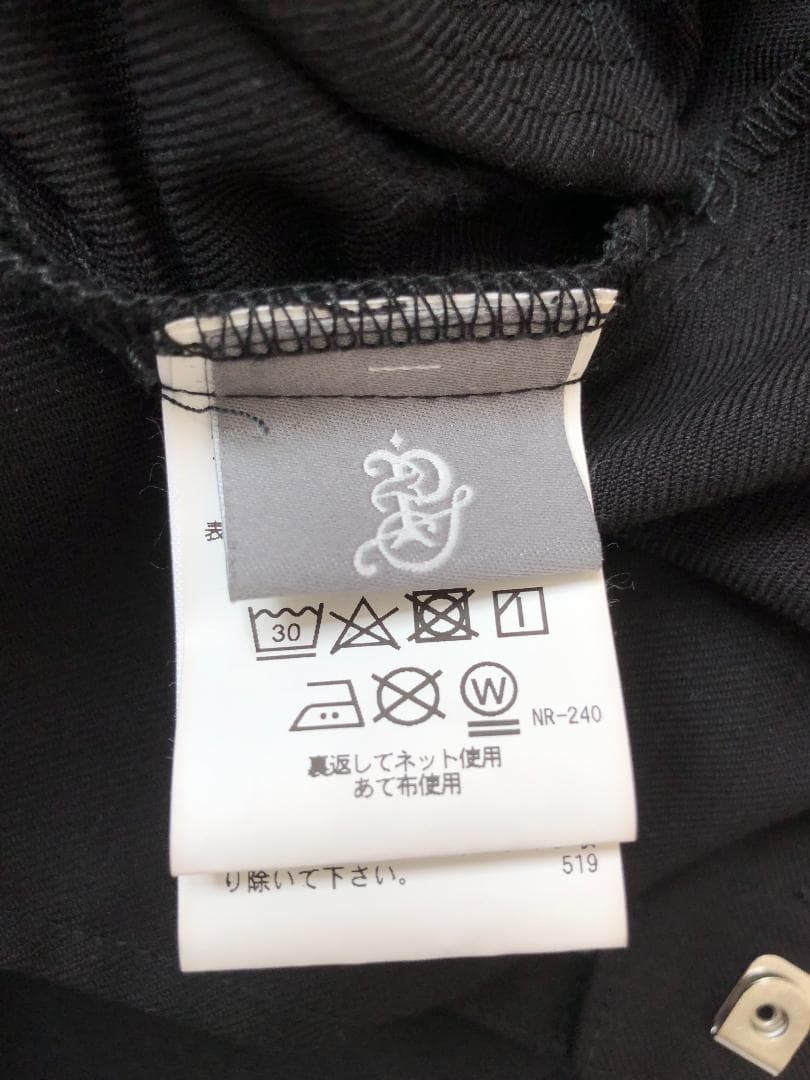 表
30
W
NR-240
裏返してネット使用
あて布使用
り除いて下さい。
519